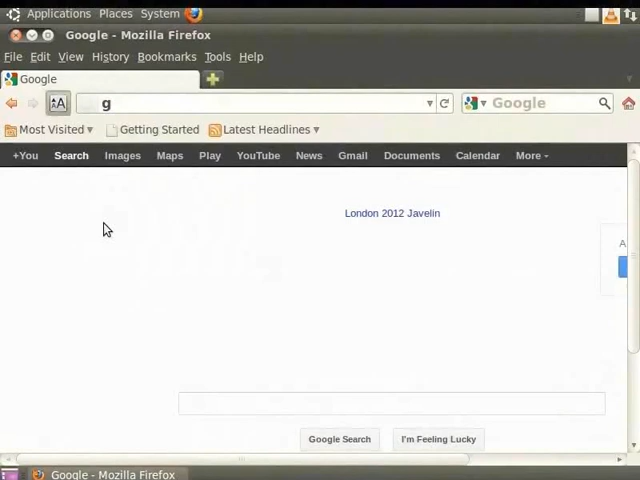 Applications Places System
Google - Mozilla Firefox
File Edit View History Bookmarks Tools Help
Google
g Google
Most Visited Getting Started Latest Headlines
+You Search Images Maps Play YouTube News Gmail Documents Calendar More
London 2012 Javelin
A
Google Search I'm Feeling Lucky
Google - Mozilla Firefox